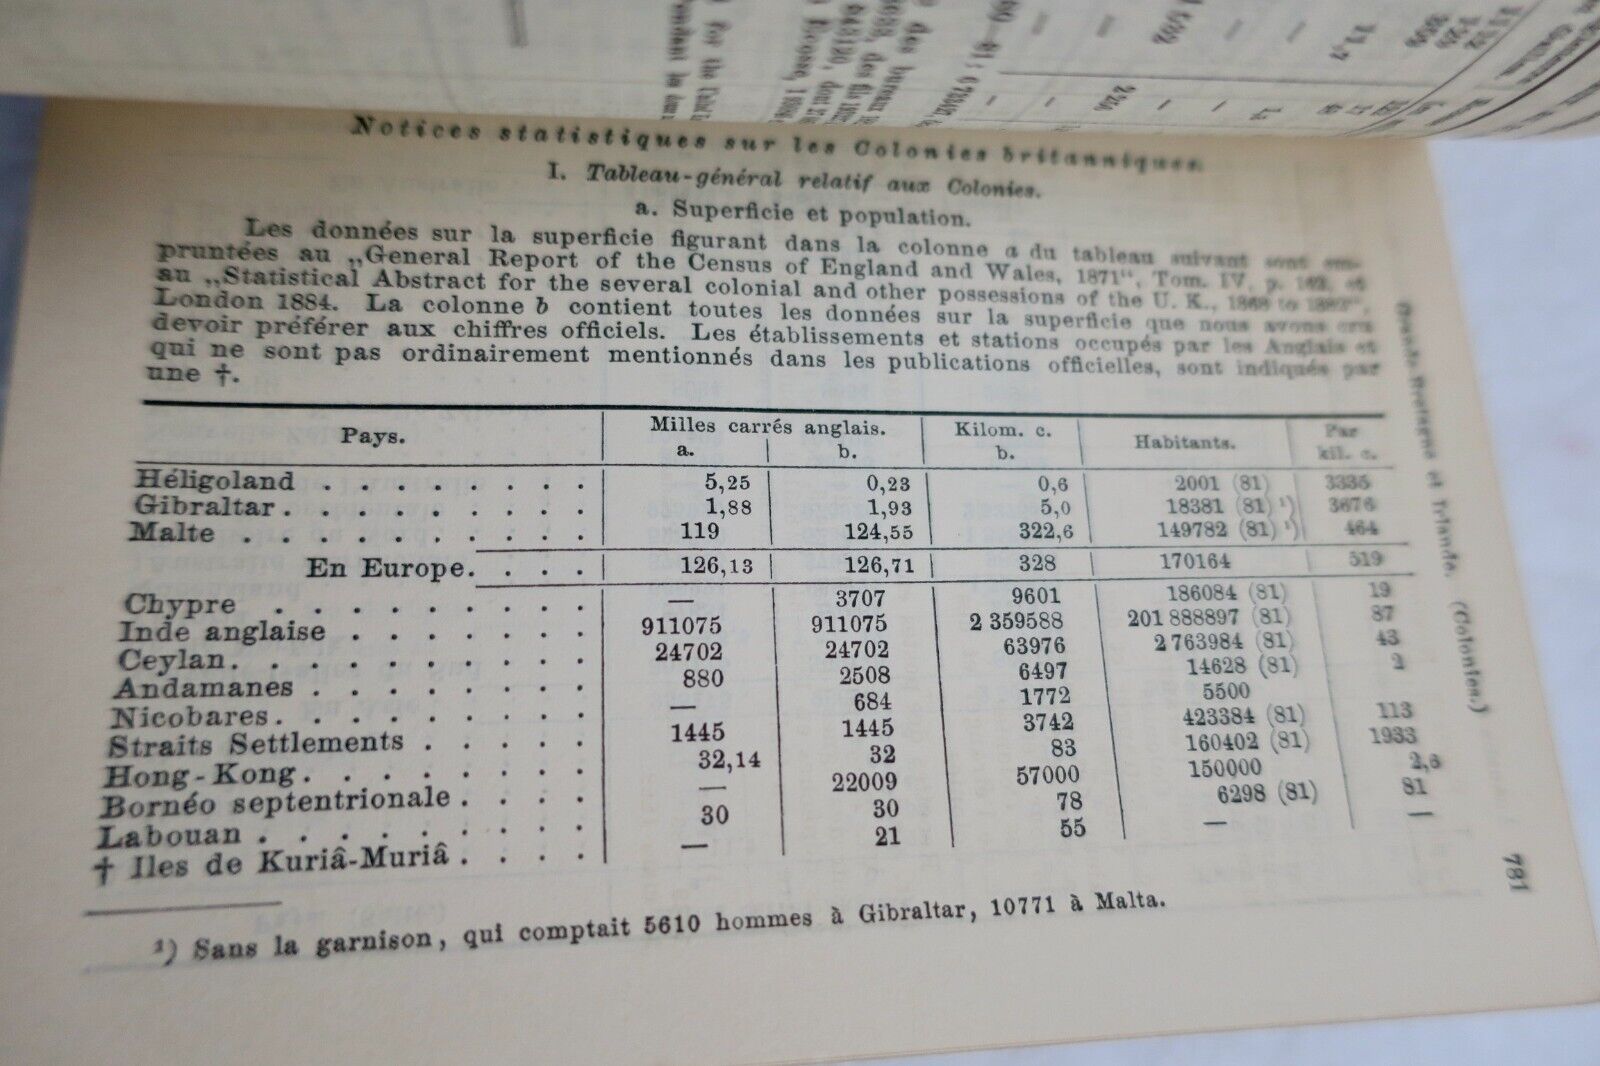 Notices statistiques sur les Colonies britanniques.
I. Tableau-général relatif aux Colonies.
a. Superficie et population.
Les données sur la superficie figurant dans la colonne a du tableau suivant sont em-
pruntées au „General Report of the Census of England and Wales, 1871“, Tom. IV, p. et
au „Statistical Abstract for the several colonial and other possessions of the U. K., 1868 to 1882“,
London 1884. La colonne b contient toutes les données sur la superficie que nous avons cru
devoir préférer aux chiffres officiels. Les établissements et stations occupés par les Anglais et
qui ne sont pas ordinairement mentionnés dans les publications officielles, sont indiqués par
une †.
Pays. | Milles carrés anglais. | Kilom. c. | Habitants. | Par
a. | b. | b. | kil. c.
Héligoland . . . . . . . . 5,25 0,23 0,6 2001 (81) 3335
Gibraltar . . . . . . . . . 1,88 1,93 5,0 18381 (81) ¹) 3676
Malte . . . . . . . . . . 119 124,55 322,6 149782 (81) ¹) 464
En Europe. . . . 126,13 126,71 328 170164 519
Chypre . . . . . . . . . — 3707 9601 186084 (81) 19
Inde anglaise . . . . . . . 911075 911075 2 359588 201 888897 (81) 87
Ceylan. . . . . . . . . . 24702 24702 63976 2 763984 (81) 43
Andamanes . . . . . . . . 880 2508 6497 14628 (81) 2
Nicobares. . . . . . . . . — 684 1772 5500
Straits Settlements . . . . . 1445 1445 3742 423384 (81) 113
Hong-Kong. . . . . . . . 32,14 32 83 160402 (81) 1933
Bornéo septentrionale . . . . — 22009 57000 150000 2,6
Labouan . . . . . . . . . 30 30 78 6298 (81) 81
† Iles de Kuriâ-Muriâ . . . . — 21 55 — —
¹) Sans la garnison, qui comptait 5610 hommes à Gibraltar, 10771 à Malta.
Grande-Bretagne et Irlande. (Colonies.)
781